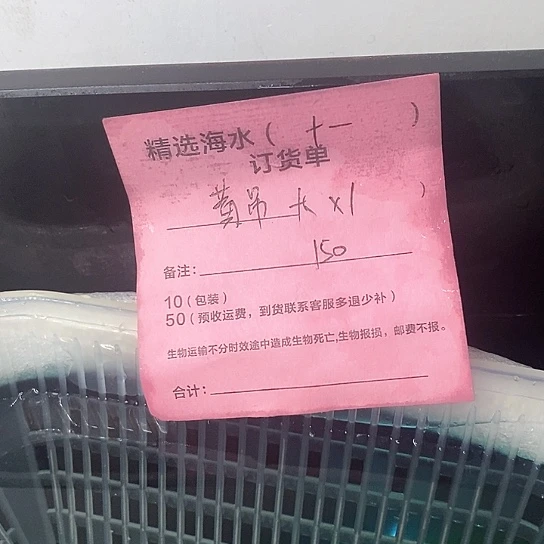 精选海水( 十一 )
订货单
黄吊 大 x1 )
备注: 150
10(包装)
50(预收运费,到货联系客服多退少补)
生物运输不分时效途中造成生物死亡,生物报损,邮费不报。
合计: